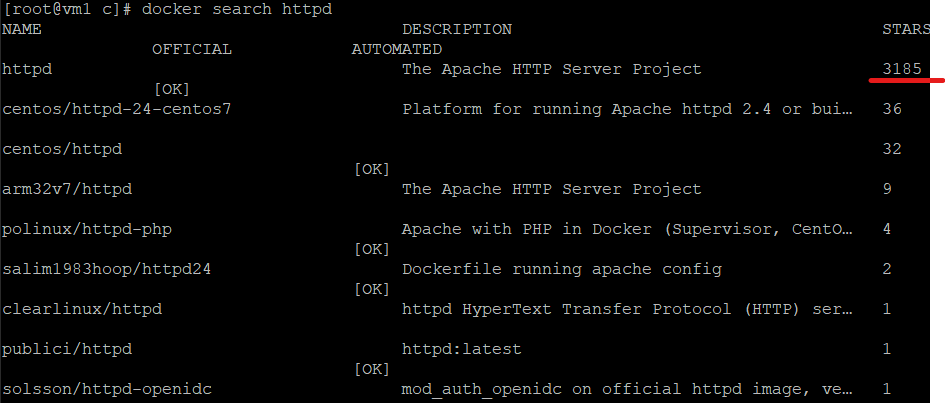 [root@vm1 c]# docker search httpd
NAME DESCRIPTION STARS
OFFICIAL AUTOMATED
httpd The Apache HTTP Server Project 3185
[OK]
centos/httpd-24-centos7 Platform for running Apache httpd 2.4 or bui… 36
centos/httpd 32
[OK]
arm32v7/httpd The Apache HTTP Server Project 9
polinux/httpd-php Apache with PHP in Docker (Supervisor, CentO… 4
[OK]
salim1983hoop/httpd24 Dockerfile running apache config 2
[OK]
clearlinux/httpd httpd HyperText Transfer Protocol (HTTP) ser… 1
publici/httpd httpd:latest 1
[OK]
solsson/httpd-openidc mod_auth_openidc on official httpd image, ve… 1